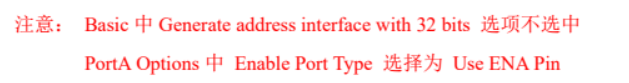 注意： Basic 中 Generate address interface with 32 bits 选项不选中
PortA Options 中 Enable Port Type 选择为 Use ENA Pin